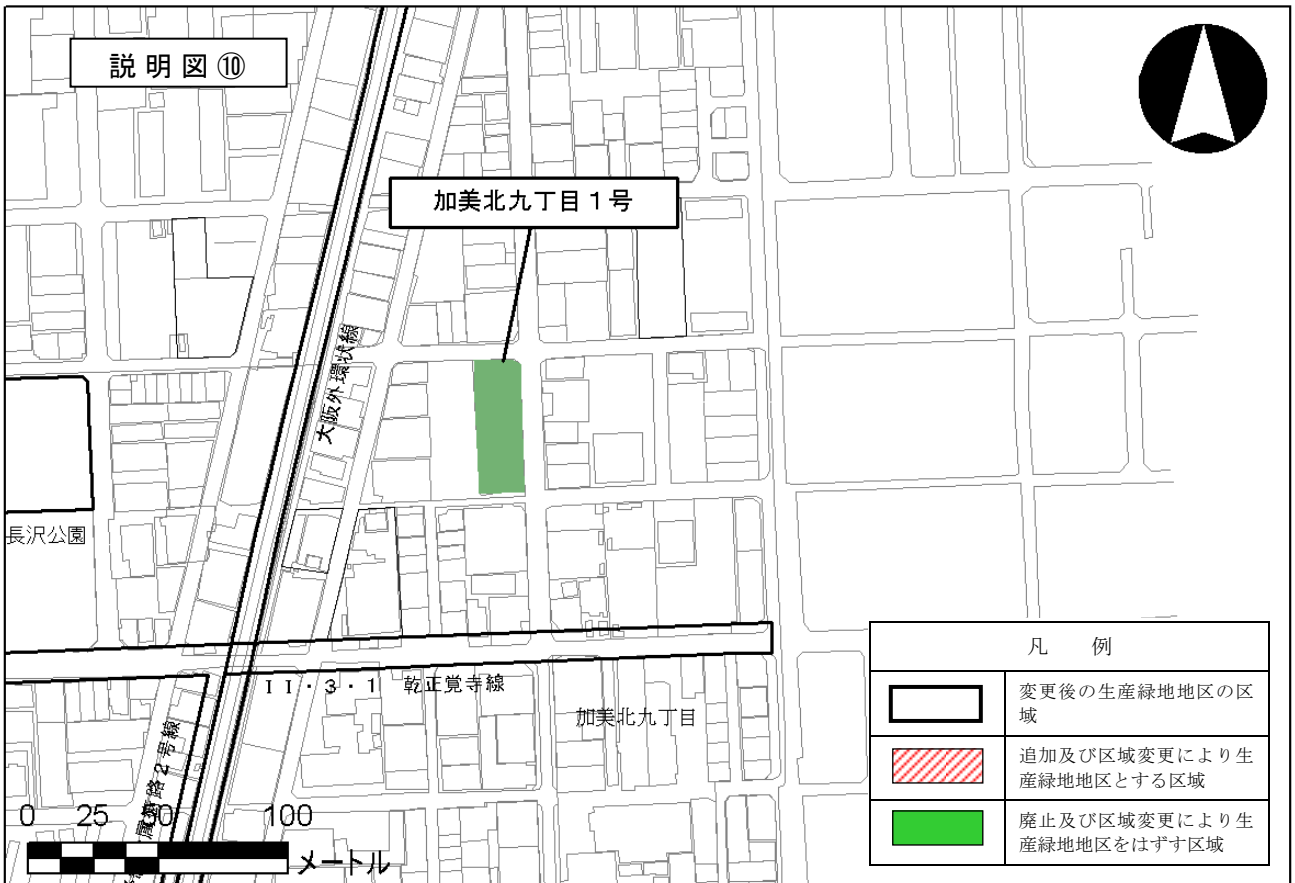 説明図⑩
加美北九丁目1号
大阪外環状線
長沢公園
II・3・1 乾正覚寺線
加美北九丁目
路2号線
0 25 100
メートル
凡 例
変更後の生産緑地地区の区
域
追加及び区域変更により生
産緑地地区とする区域
廃止及び区域変更により生
産緑地地区をはずす区域